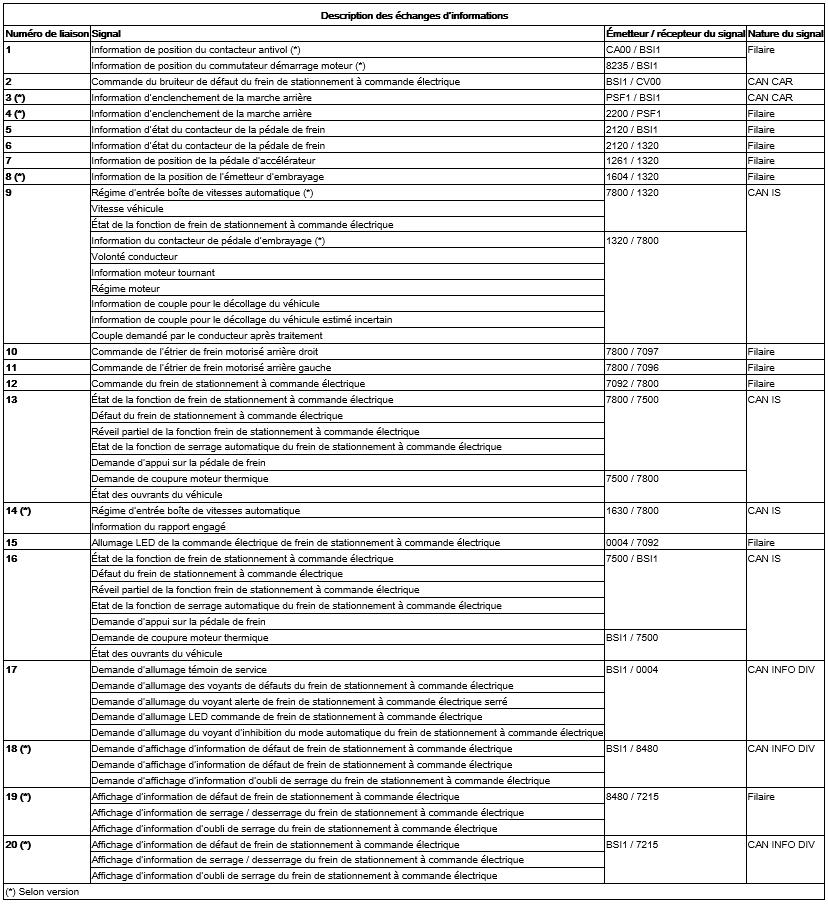 Description des échanges d'informations
Numéro de liaison Signal Émetteur / récepteur du signal Nature du signal
1 Information de position du contacteur antivol (*) CA00 / BSI1 Filaire
Information de position du commutateur démarrage moteur (*) 8235 / BSI1
2 Commande du bruiteur de défaut du frein de stationnement à commande électrique BSI1 / CV00 CAN CAR
3 (*) Information d'enclenchement de la marche arrière PSF1 / BSI1 CAN CAR
4 (*) Information d'enclenchement de la marche arrière 2200 / PSF1 Filaire
5 Information d'état du contacteur de la pédale de frein 2120 / BSI1 Filaire
6 Information d'état du contacteur de la pédale de frein 2120 / 1320 Filaire
7 Information de position de la pédale d'accélérateur 1261 / 1320 Filaire
8 (*) Information de la position de l'émetteur d'embrayage 1604 / 1320 Filaire
9 Régime d'entrée boîte de vitesses automatique (*) 7800 / 1320 CAN IS
Vitesse véhicule
État de la fonction de frein de stationnement à commande électrique
Information du contacteur de pédale d'embrayage (*) 1320 / 7800
Volonté conducteur
Information moteur tournant
Régime moteur
Information de couple pour le décollage du véhicule
Information de couple pour le décollage du véhicule estimé incertain
Couple demandé par le conducteur après traitement
10 Commande de l'étrier de frein motorisé arrière droit 7800 / 7097 Filaire
11 Commande de l'étrier de frein motorisé arrière gauche 7800 / 7096 Filaire
12 Commande du frein de stationnement à commande électrique 7092 / 7800 Filaire
13 État de la fonction de frein de stationnement à commande électrique 7800 / 7500 CAN IS
Défaut du frein de stationnement à commande électrique
Réveil partiel de la fonction frein de stationnement à commande électrique
Etat de la fonction de serrage automatique du frein de stationnement à commande électrique
Demande d'appui sur la pédale de frein
Demande de coupure moteur thermique 7500 / 7800
État des ouvrants du véhicule
14 (*) Régime d'entrée boîte de vitesses automatique 1630 / 7800 CAN IS
Information du rapport engagé
15 Allumage LED de la commande électrique de frein de stationnement à commande électrique 0004 / 7092 Filaire
16 État de la fonction de frein de stationnement à commande électrique 7500 / BSI1 CAN IS
Défaut du frein de stationnement à commande électrique
Réveil partiel de la fonction frein de stationnement à commande électrique
Etat de la fonction de serrage automatique du frein de stationnement à commande électrique
Demande d'appui sur la pédale de frein
Demande de coupure moteur thermique BSI1 / 7500
État des ouvrants du véhicule
17 Demande d'allumage témoin de service BSI1 / 0004 CAN INFO DIV
Demande d'allumage des voyants de défauts du frein de stationnement à commande électrique
Demande d'allumage du voyant alerte de frein de stationnement à commande électrique serré
Demande d'allumage LED commande de frein de stationnement à commande électrique
Demande d'allumage du voyant d'inhibition du mode automatique du frein de stationnement à commande électrique
18 (*) Demande d'affichage d'information de défaut de frein de stationnement à commande électrique BSI1 / 8480 CAN INFO DIV
Demande d'affichage d'information de défaut de frein de stationnement à commande électrique
Demande d'affichage d'information d'oubli de serrage du frein de stationnement à commande électrique
19 (*) Affichage d'information de défaut de frein de stationnement à commande électrique 8480 / 7215 Filaire
Affichage d'information de serrage / desserrage du frein de stationnement à commande électrique
Affichage d'information d'oubli de serrage du frein de stationnement à commande électrique
20 (*) Affichage d'information de défaut de frein de stationnement à commande électrique BSI1 / 7215 CAN INFO DIV
Affichage d'information de serrage / desserrage du frein de stationnement à commande électrique
Affichage d'information d'oubli de serrage du frein de stationnement à commande électrique
(*) Selon version